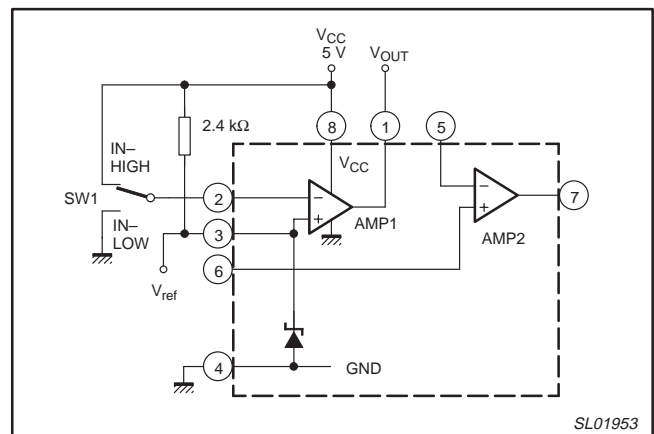 VCC
5 V
VOUT
2.4 kΩ
8
1
5
IN–
HIGH
VCC
SW1
2
–
+
AMP1
–
+
AMP2
7
IN–
LOW
3
6
Vref
4
GND
SL01953